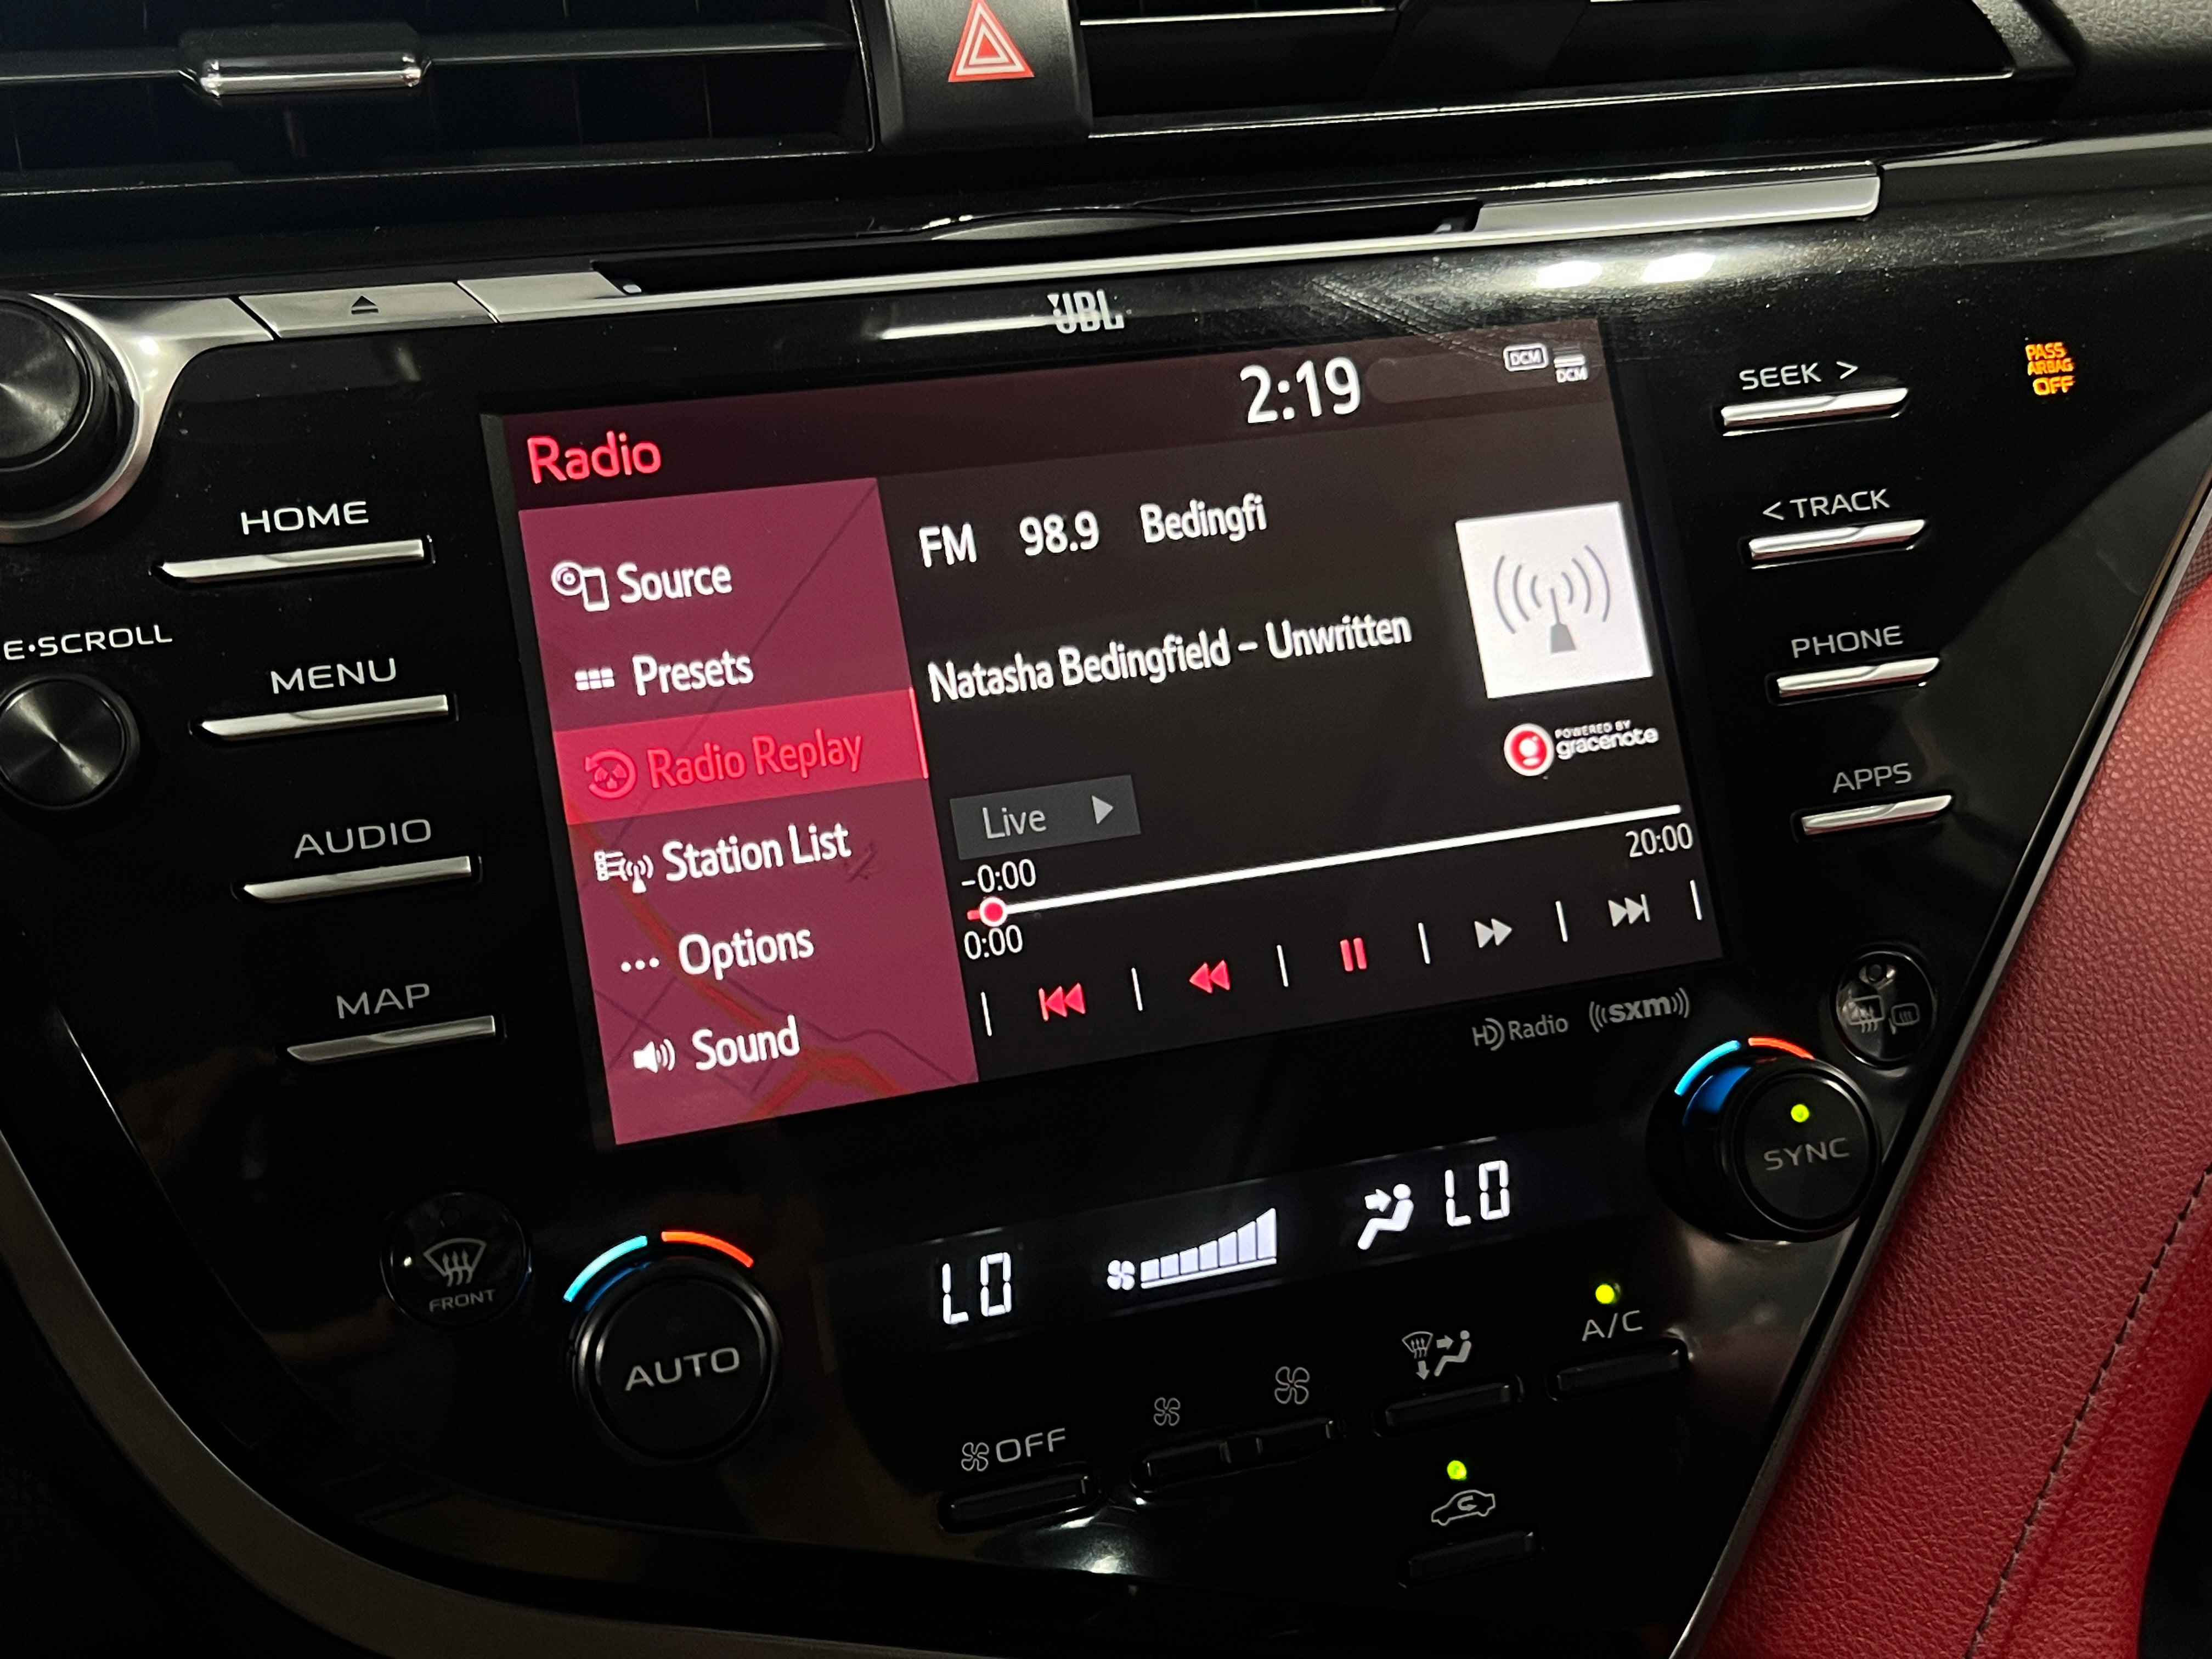 JBL
2:19
DCM
DCM
SEEK >
PASS
AIRBAG
OFF
Radio
< TRACK
HOME
FM 98.9 Bedingfi
Source
E•SCROLL
PHONE
Natasha Bedingfield – Unwritten
MENU
Presets
POWERED BY
gracenote
Radio Replay
APPS
Live
AUDIO
20:00
Station List
-0:00
0:00
Options
MAP
HD Radio
((sxm))
Sound
SYNC
LO
LO
FRONT
AUTO
A/C
OFF